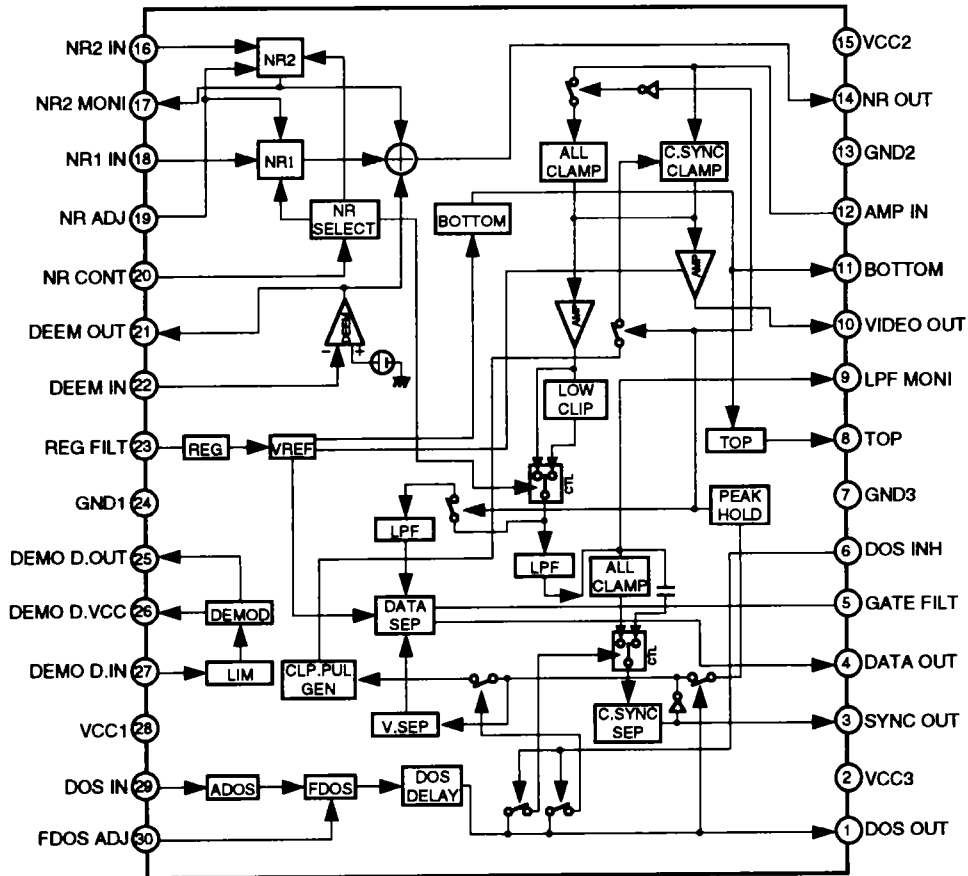 NR2 IN 16
NR2 MONI 17
NR1 IN 18
NR ADJ 19
NR CONT 20
DEEM OUT 21
DEEM IN 22
REG FILT 23
GND1 24
DEMO D.OUT 25
DEMO D.VCC 26
DEMO D.IN 27
VCC1 28
DOS IN 29
FDOS ADJ 30
NR2
NR1
NR
SELECT
DEEM
- +
REG
VREF
BOTTOM
ALL
CLAMP
C.SYNC
CLAMP
AMP
AMP
LOW
CLIP
CTL
TOP
PEAK
HOLD
LPF
LPF
ALL
CLAMP
DATA
SEP
CTL
DEMOD
LIM
CLP.PUL
GEN
V.SEP
C.SYNC
SEP
ADOS
FDOS
DOS
DELAY
15 VCC2
14 NR OUT
13 GND2
12 AMP IN
11 BOTTOM
10 VIDEO OUT
9 LPF MONI
8 TOP
7 GND3
6 DOS INH
5 GATE FILT
4 DATA OUT
3 SYNC OUT
2 VCC3
1 DOS OUT